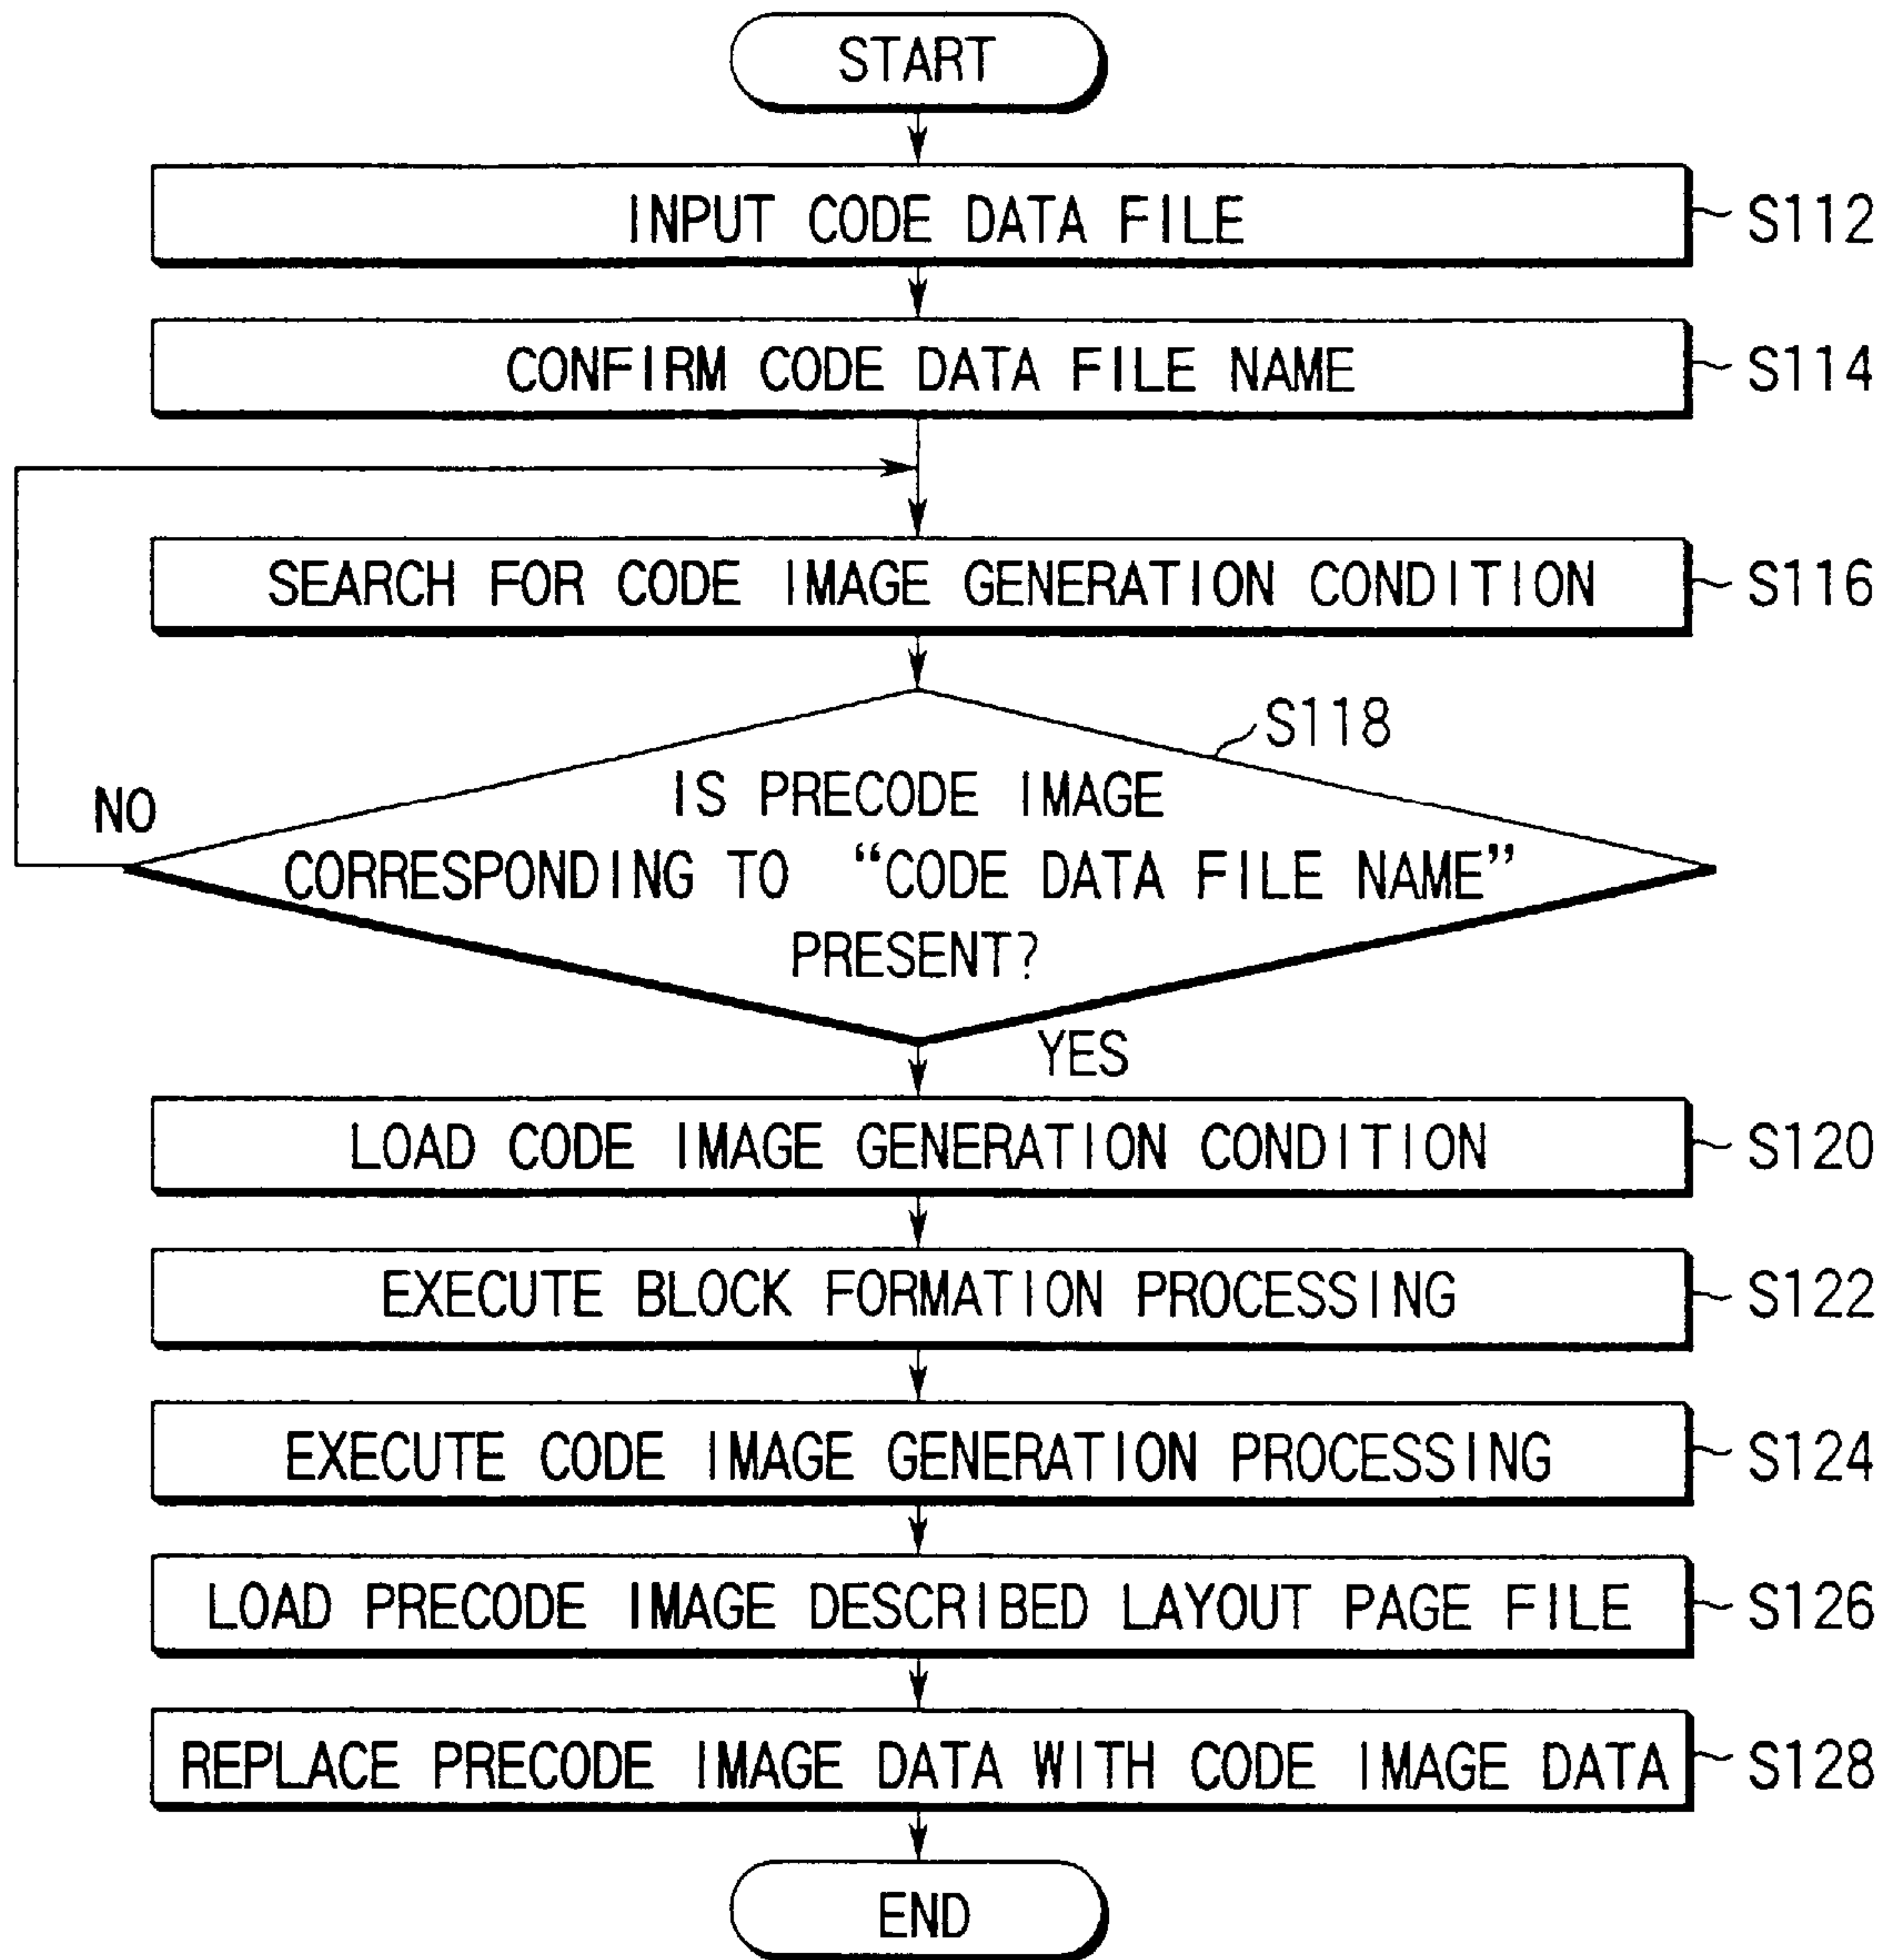 START
INPUT CODE DATA FILE
S112
CONFIRM CODE DATA FILE NAME
S114
SEARCH FOR CODE IMAGE GENERATION CONDITION
S116
S118
IS PRECODE IMAGE
CORRESPONDING TO “CODE DATA FILE NAME”
PRESENT?
NO
YES
LOAD CODE IMAGE GENERATION CONDITION
S120
EXECUTE BLOCK FORMATION PROCESSING
S122
EXECUTE CODE IMAGE GENERATION PROCESSING
S124
LOAD PRECODE IMAGE DESCRIBED LAYOUT PAGE FILE
S126
REPLACE PRECODE IMAGE DATA WITH CODE IMAGE DATA
S128
END